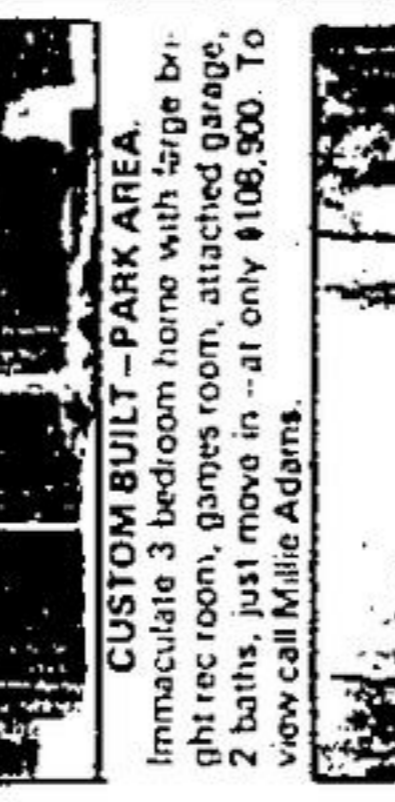 CUSTOM BUILT-PARK AREA.
Immaculate 3 bedroom home with large bri-
ght rec room, games room, attached garage,
2 baths, just move in -- at only $108,900. To
view call Millie Adams.